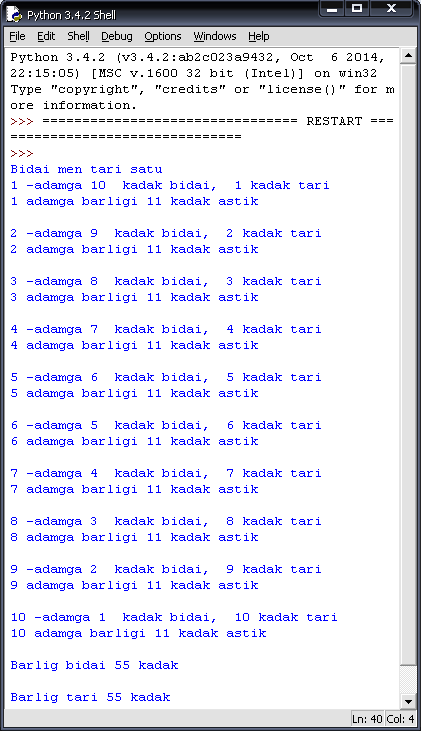 Python 3.4.2 Shell
File Edit Shell Debug Options Windows Help
Python 3.4.2 (v3.4.2:ab2c023a9432, Oct  6 2014,
22:15:05) [MSC v.1600 32 bit (Intel)] on win32
Type "copyright", "credits" or "license()" for m
ore information.
>>> ================================ RESTART ===
=============================
>>>
Bidai men tari satu
1 -adamga 10  kadak bidai,  1 kadak tari
1 adamga barligi 11 kadak astik
2 -adamga 9  kadak bidai,  2 kadak tari
2 adamga barligi 11 kadak astik
3 -adamga 8  kadak bidai,  3 kadak tari
3 adamga barligi 11 kadak astik
4 -adamga 7  kadak bidai,  4 kadak tari
4 adamga barligi 11 kadak astik
5 -adamga 6  kadak bidai,  5 kadak tari
5 adamga barligi 11 kadak astik
6 -adamga 5  kadak bidai,  6 kadak tari
6 adamga barligi 11 kadak astik
7 -adamga 4  kadak bidai,  7 kadak tari
7 adamga barligi 11 kadak astik
8 -adamga 3  kadak bidai,  8 kadak tari
8 adamga barligi 11 kadak astik
9 -adamga 2  kadak bidai,  9 kadak tari
9 adamga barligi 11 kadak astik
10 -adamga 1  kadak bidai,  10 kadak tari
10 adamga barligi 11 kadak astik
Barlig bidai 55 kadak
Barlig tari 55 kadak
Ln: 40 Col: 4